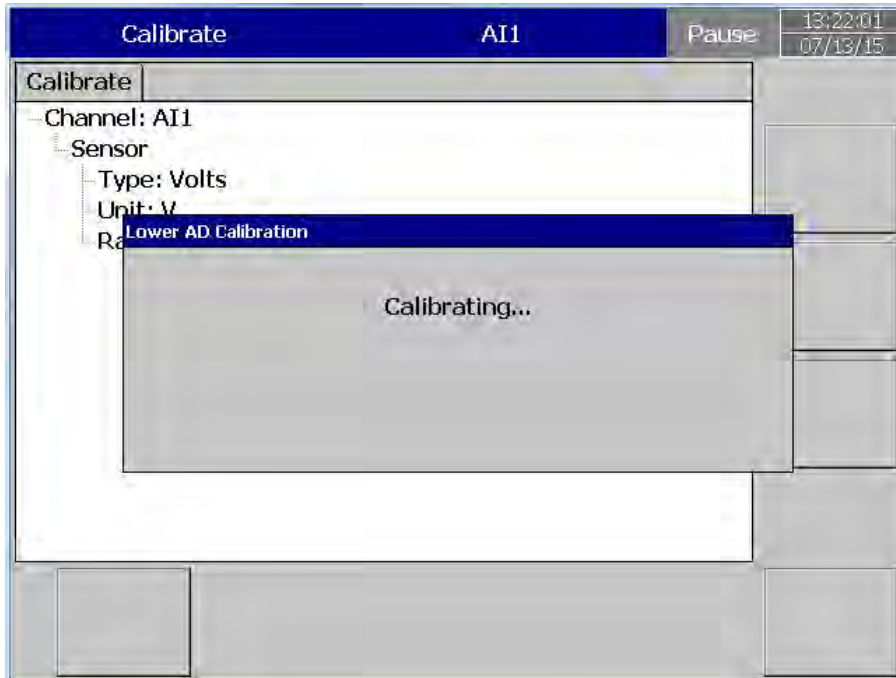 Calibrate AI1 Pause 13:22:01
07/13/15
Calibrate
Channel: AI1
Sensor
Type: Volts
Unit: V
Lower AD Calibration
Calibrating...